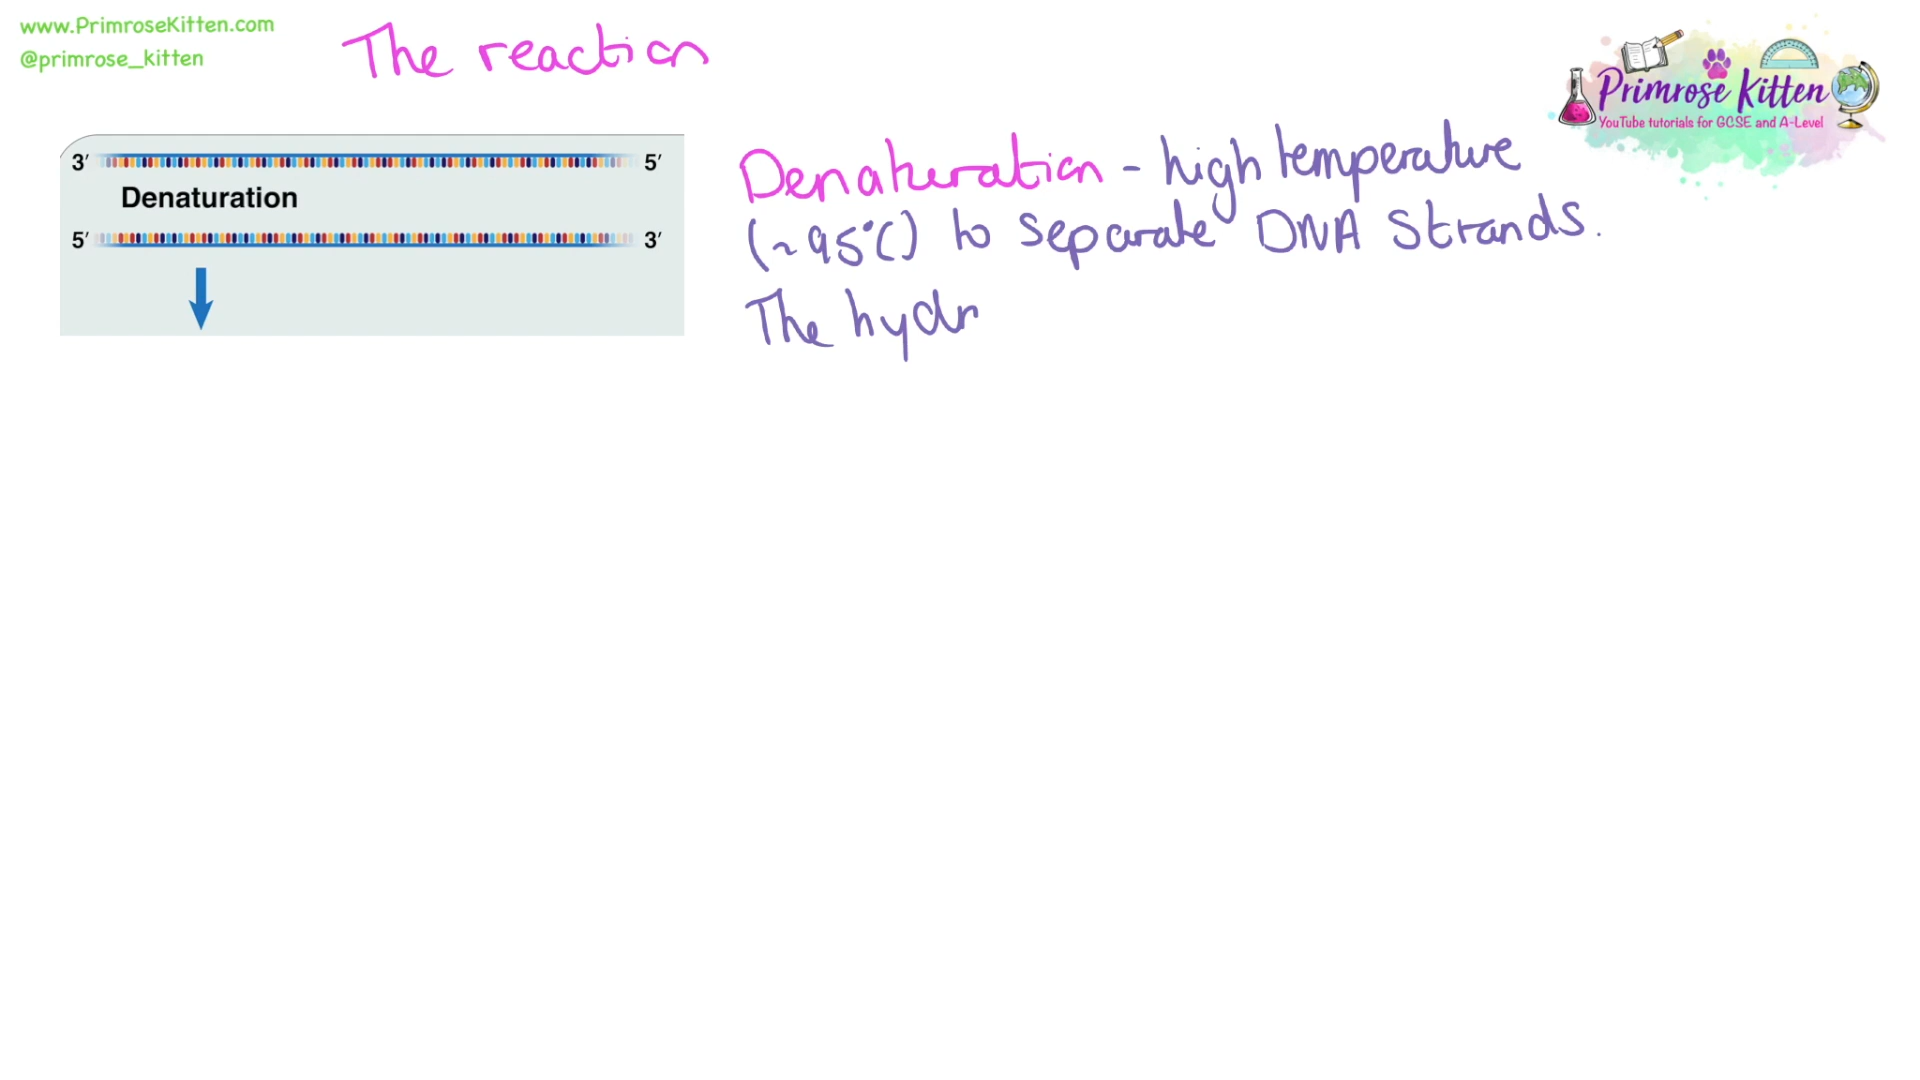 www.PrimroseKitten.com
@primrose_kitten
The reaction
Primrose Kitten
YouTube tutorials for GCSE and A-Level
3′ 5′
Denaturation
5′ 3′
Denaturation - high temperature
(~95°C) to separate DNA strands.
The hydr